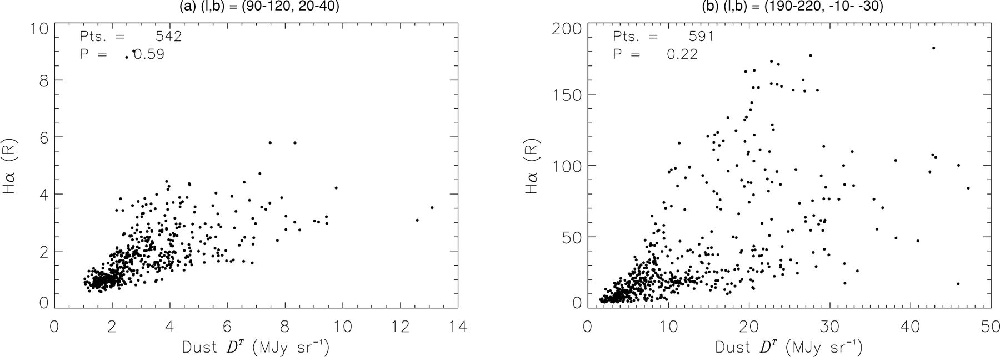 (a) (l,b) = (90-120, 20-40)
Pts. = 542
P = 0.59
10
8
6
4
2
0
Hα (R)
0 2 4 6 8 10 12 14
Dust Dᵀ (MJy sr⁻¹)
(b) (l,b) = (190-220, -10- -30)
Pts. = 591
P = 0.22
200
150
100
50
0
Hα (R)
0 10 20 30 40 50
Dust Dᵀ (MJy sr⁻¹)